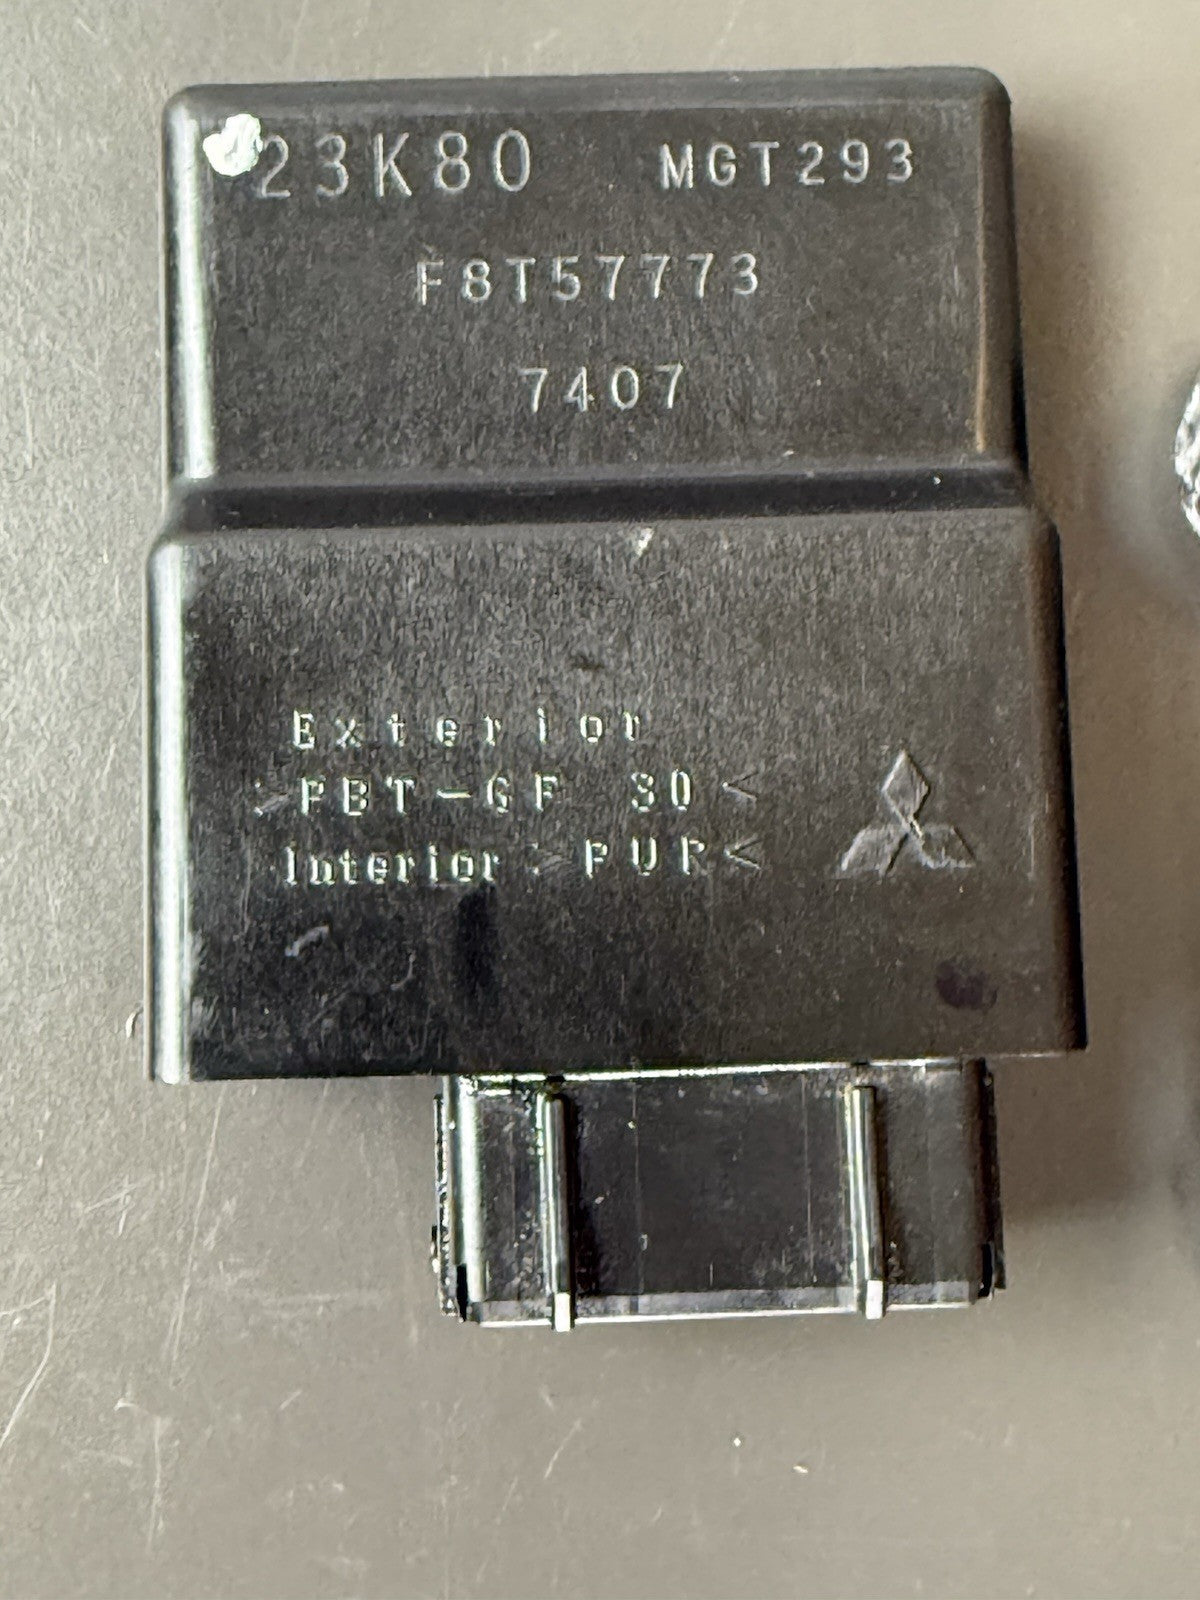 23K80 MGT293
F8T57773
7407
Exterior
>PBT-GF 30<
Interior >PUR<